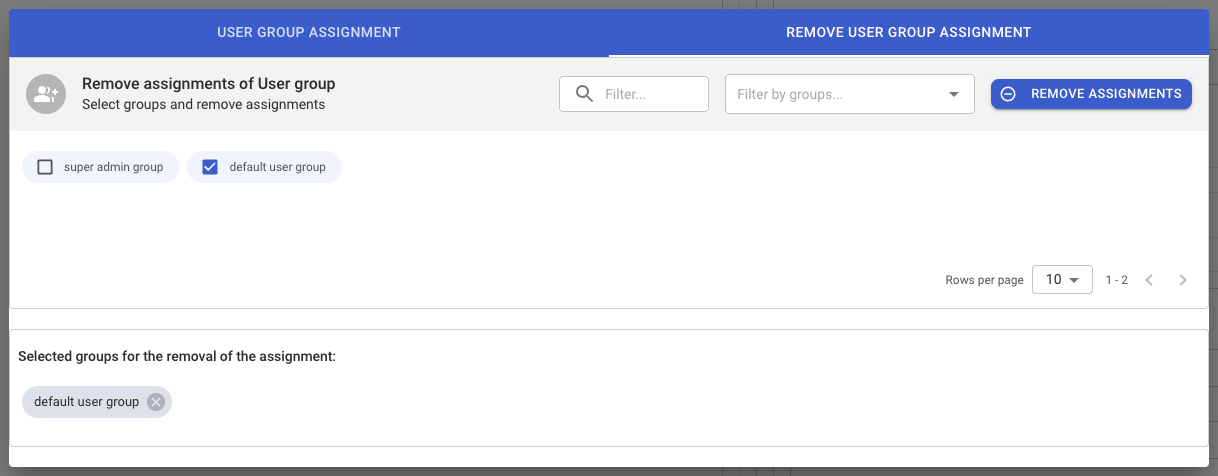 USER GROUP ASSIGNMENT
REMOVE USER GROUP ASSIGNMENT
Remove assignments of User group
Select groups and remove assignments
Filter...
Filter by groups...
REMOVE ASSIGNMENTS
super admin group
default user group
Rows per page
10
1 - 2
Selected groups for the removal of the assignment:
default user group